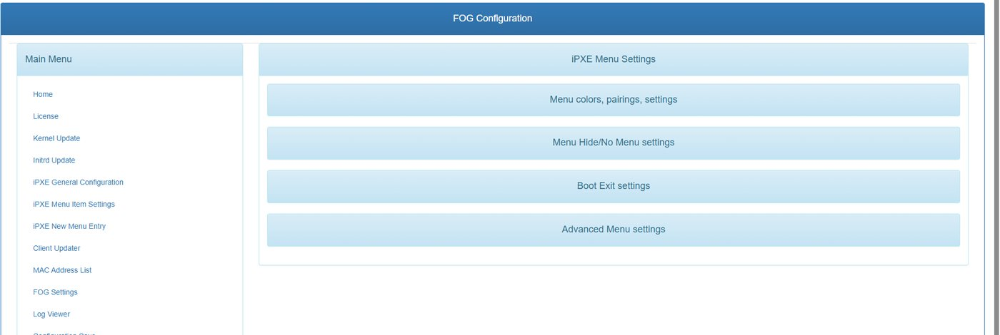 FOG Configuration
Main Menu
Home
License
Kernel Update
Initrd Update
iPXE General Configuration
iPXE Menu Item Settings
iPXE New Menu Entry
Client Updater
MAC Address List
FOG Settings
Log Viewer
iPXE Menu Settings
Menu colors, pairings, settings
Menu Hide/No Menu settings
Boot Exit settings
Advanced Menu settings